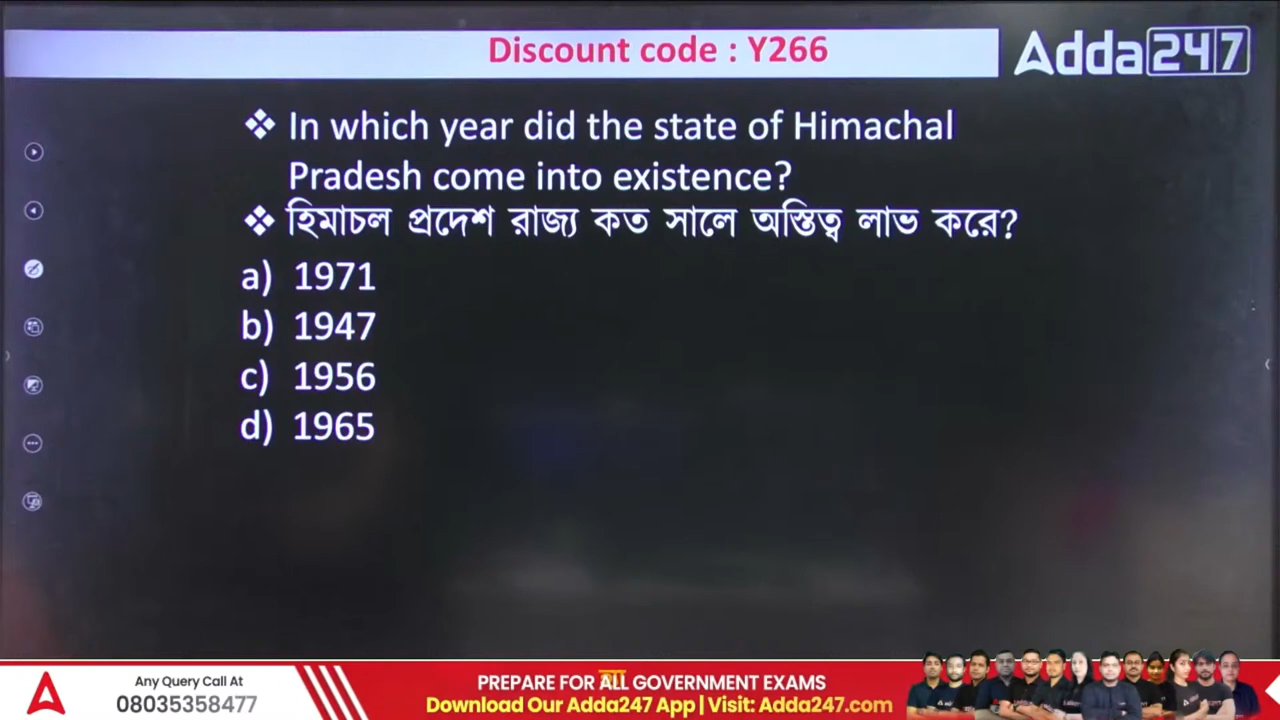 Discount code : Y266
Adda247
❖ In which year did the state of Himachal
Pradesh come into existence?
❖ হিমাচল প্রদেশ রাজ্য কত সালে অস্তিত্ব লাভ করে?
a) 1971
b) 1947
c) 1956
d) 1965
Any Query Call At
08035358477
PREPARE FOR ALL GOVERNMENT EXAMS
Download Our Adda247 App | Visit: Adda247.com